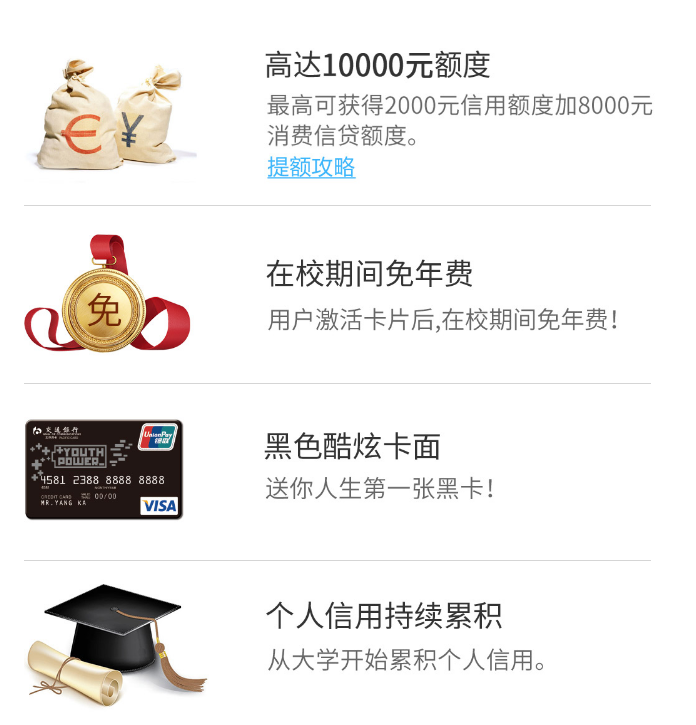 高达10000元额度
最高可获得2000元信用额度加8000元
消费信贷额度。
提额攻略
€
¥
在校期间免年费
用户激活卡片后,在校期间免年费！
免
黑色酷炫卡面
送你人生第一张黑卡！
交通银行
UnionPay
银联
YOUTH
POWER
4581 2388 8888 8888
CREDIT CARD 00/00
MR.YANG KA
VISA
个人信用持续累积
从大学开始累积个人信用。